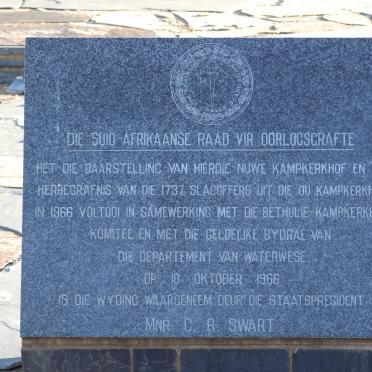 DIE SUID-AFRIKAANSE RAAD VIR OORLOGSGRAFTE
HET DIE DAARSTELLING VAN HIERDIE NUWE KAMPKERKHOF EN
HERBEGRAFNIS VAN DIE 1737 SLAGOFFERS UIT DIE OU KAMPKERKH
IN 1966 VOLTOOI IN SAMEWERKING MET DIE BETHULIE-KAMPKERK
KOMITEE EN MET DIE GELDELIKE BYDRAE VAN
DIE DEPARTEMENT VAN WATERWESE
OP 10 OKTOBER 1966
IS DIE WYDING WAARGENEEM DEUR DIE STAATSPRESIDENT
MNR. C. R. SWART